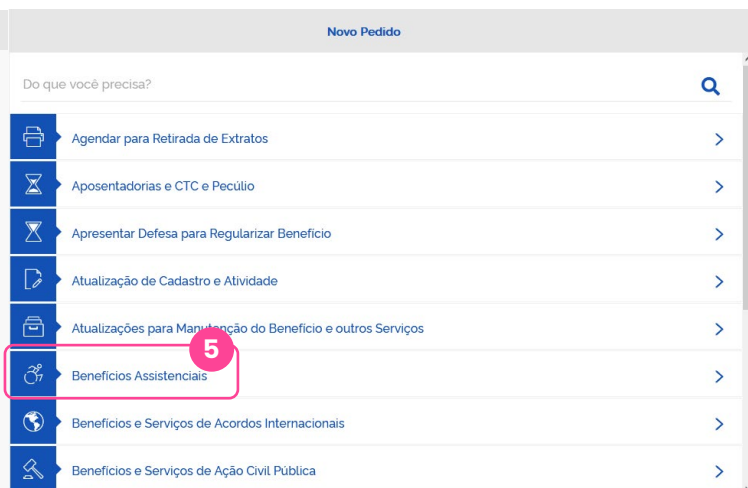 Novo Pedido
Do que você precisa?
Agendar para Retirada de Extratos
Aposentadorias e CTC e Pecúlio
Apresentar Defesa para Regularizar Benefício
Atualização de Cadastro e Atividade
Atualizações para Manutenção do Benefício e outros Serviços
5
Benefícios Assistenciais
Benefícios e Serviços de Acordos Internacionais
Benefícios e Serviços de Ação Civil Pública